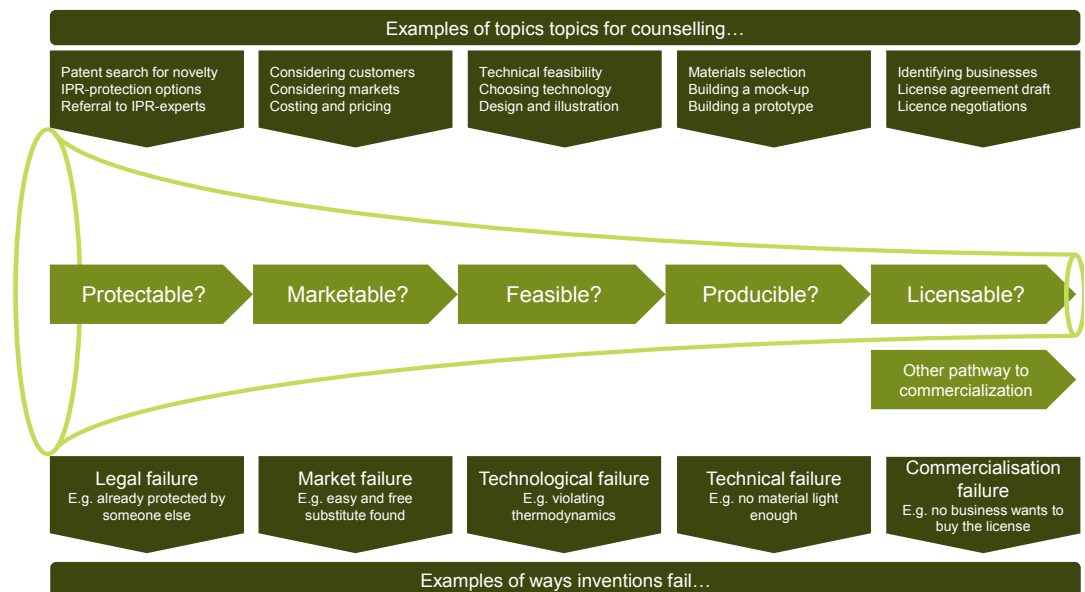 Examples of topics topics for counselling…
Patent search for novelty
IPR-protection options
Referral to IPR-experts
Considering customers
Considering markets
Costing and pricing
Technical feasibility
Choosing technology
Design and illustration
Materials selection
Building a mock-up
Building a prototype
Identifying businesses
License agreement draft
Licence negotiations
Protectable?
Marketable?
Feasible?
Producible?
Licensable?
Other pathway to
commercialization
Legal failure
E.g. already protected by
someone else
Market failure
E.g. easy and free
substitute found
Technological failure
E.g. violating
thermodynamics
Technical failure
E.g. no material light
enough
Commercialisation
failure
E.g. no business wants to
buy the license
Examples of ways inventions fail…